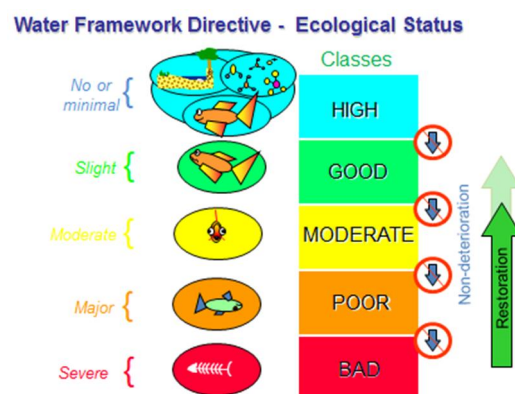 Water Framework Directive - Ecological Status
Classes
No or
minimal
HIGH
Slight
GOOD
Moderate
MODERATE
Major
POOR
Severe
BAD
Non-deterioration
Restoration